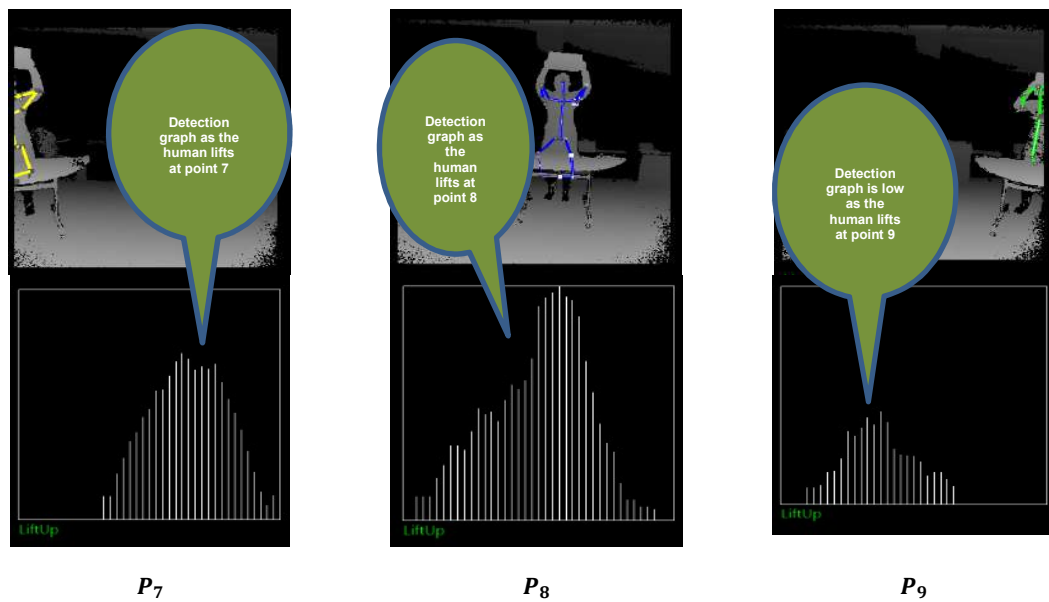 Detection
graph as the
human lifts
at point 7
Detection
graph as
the
human
lifts at
point 8
Detection
graph is low
as the
human lifts
at point 9
LiftUp
LiftUp
LiftUp
P₇
P₈
P₉